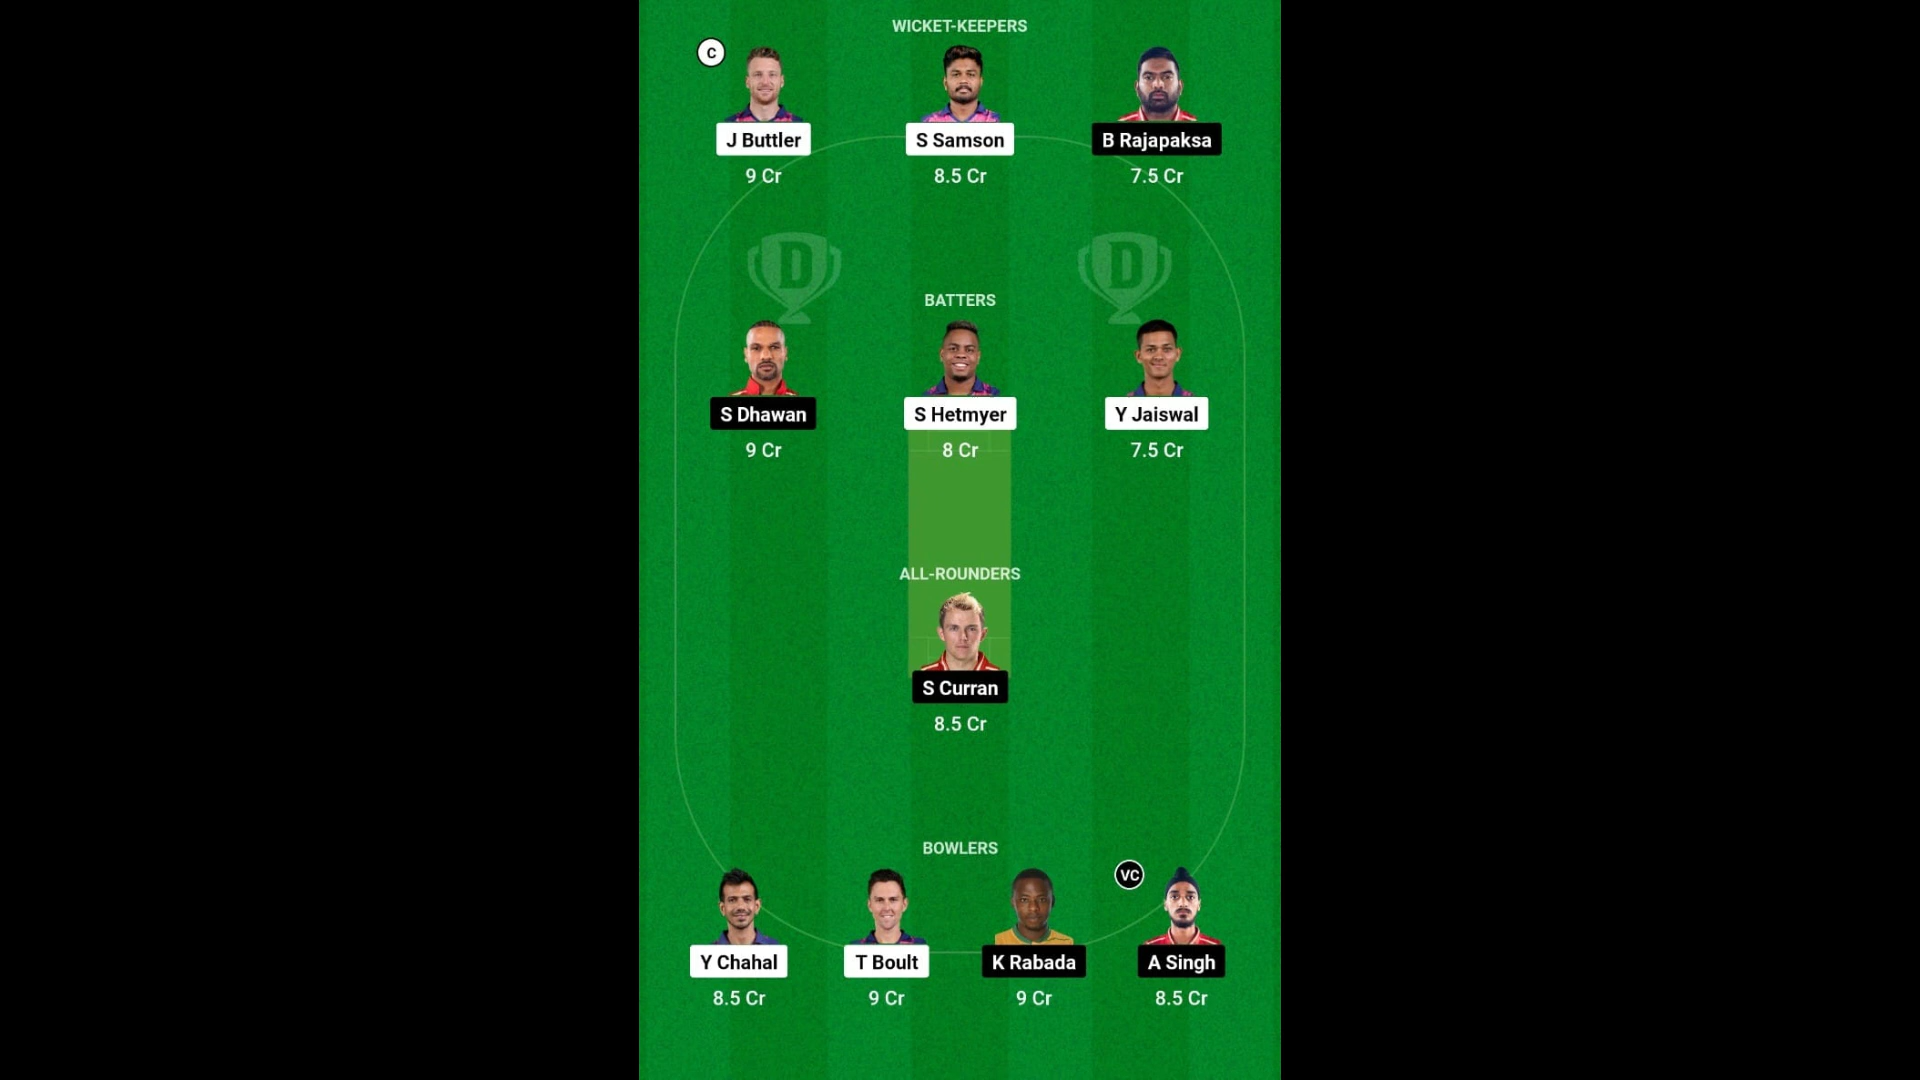 WICKET-KEEPERS
C
J Buttler S Samson B Rajapaksa
9 Cr 8.5 Cr 7.5 Cr
D D
BATTERS
S Dhawan S Hetmyer Y Jaiswal
9 Cr 8 Cr 7.5 Cr
ALL-ROUNDERS
S Curran
8.5 Cr
BOWLERS
VC
Y Chahal T Boult K Rabada A Singh
8.5 Cr 9 Cr 9 Cr 8.5 Cr